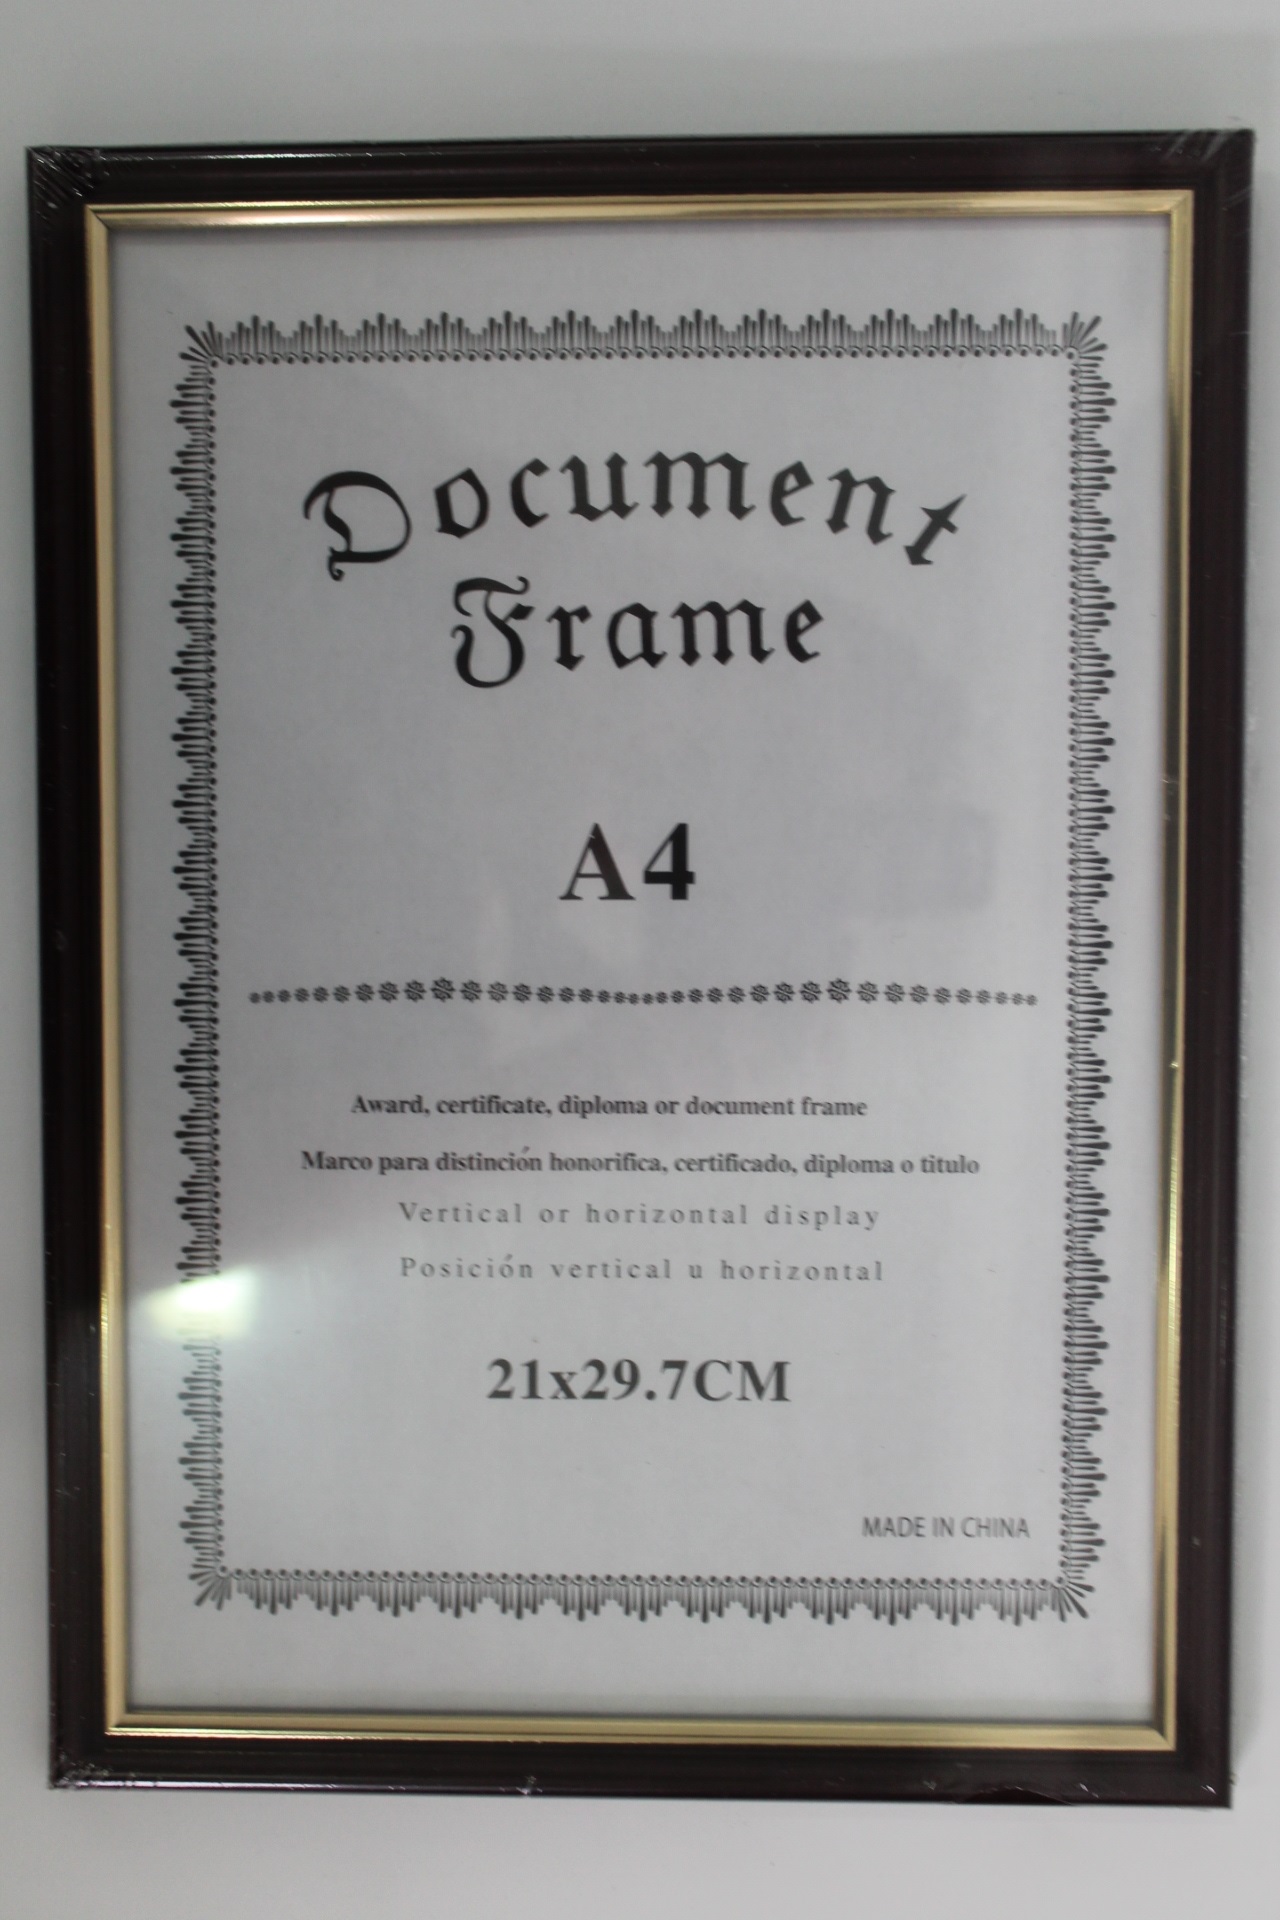 Document
Frame
A4
Award, certificate, diploma or document frame
Marco para distinción honorifica, certificado, diploma o titulo
Vertical or horizontal display
Posición vertical u horizontal
21x29.7CM
MADE IN CHINA